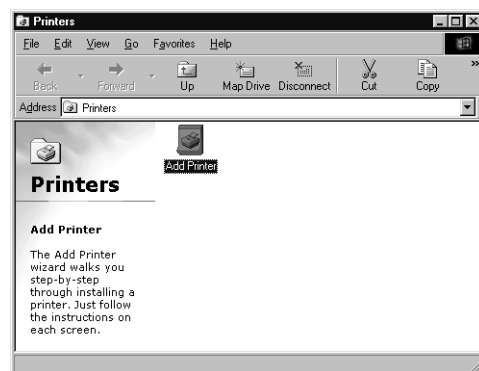 Printers
File Edit View Go Favorites Help
Back Forward Up Map Drive Disconnect Cut Copy »
Address Printers
Add Printer
Printers
Add Printer
The Add Printer
wizard walks you
step-by-step
through installing a
printer. Just follow
the instructions on
each screen.